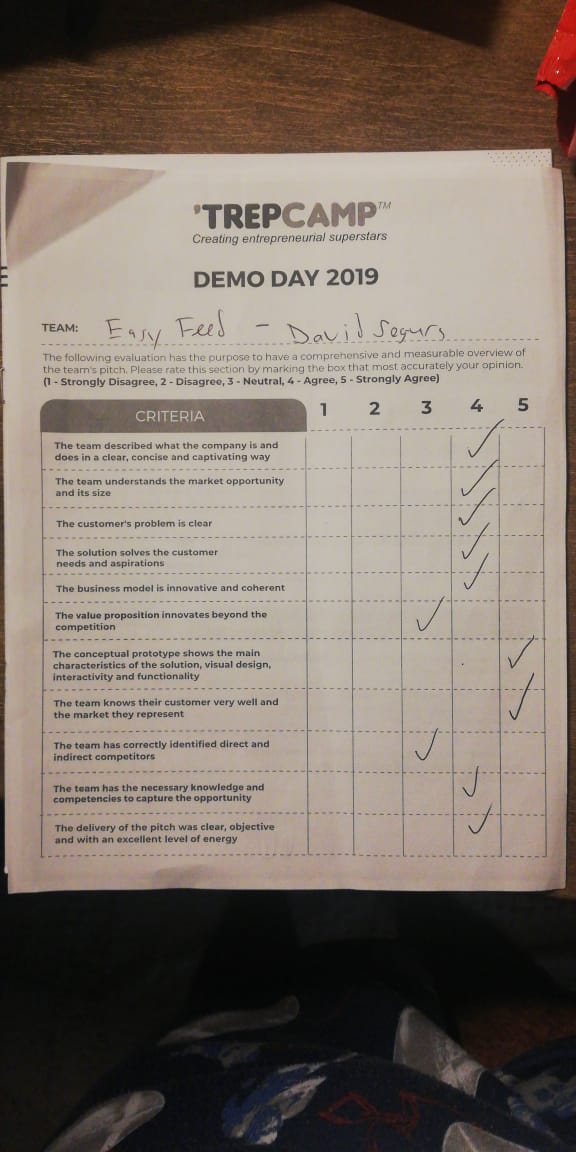 'TREPCAMP™
Creating entrepreneurial superstars
DEMO DAY 2019
TEAM: Easy Feed - David Segura
The following evaluation has the purpose to have a comprehensive and measurable overview of
the team's pitch. Please rate this section by marking the box that most accurately your opinion.
(1 - Strongly Disagree, 2 - Disagree, 3 - Neutral, 4 - Agree, 5 - Strongly Agree)
CRITERIA 1 2 3 4 5
The team described what the company is and
does in a clear, concise and captivating way
The team understands the market opportunity
and its size
The customer's problem is clear
The solution solves the customer
needs and aspirations
The business model is innovative and coherent
The value proposition innovates beyond the
competition
The conceptual prototype shows the main
characteristics of the solution, visual design,
interactivity and functionality
The team knows their customer very well and
the market they represent
The team has correctly identified direct and
indirect competitors
The team has the necessary knowledge and
competencies to capture the opportunity
The delivery of the pitch was clear, objective
and with an excellent level of energy